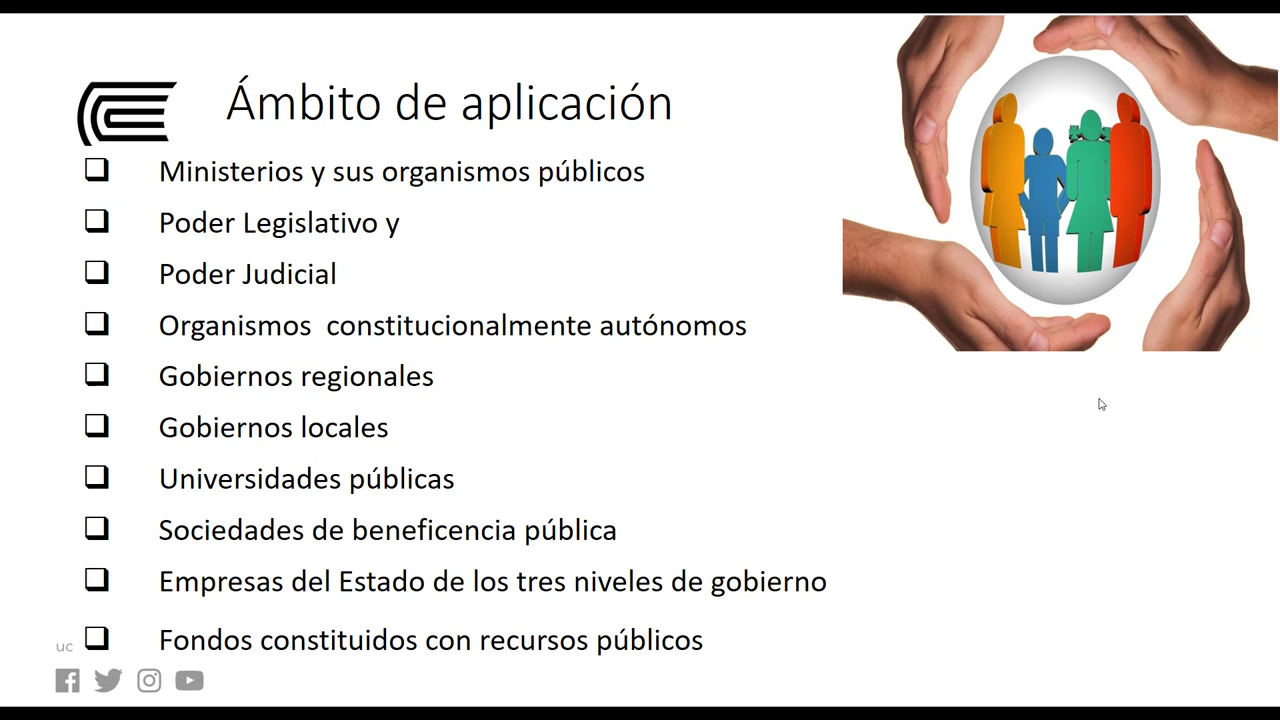 Ámbito de aplicación
Ministerios y sus organismos públicos
Poder Legislativo y
Poder Judicial
Organismos  constitucionalmente autónomos
Gobiernos regionales
Gobiernos locales
Universidades públicas
Sociedades de beneficencia pública
Empresas del Estado de los tres niveles de gobierno
Fondos constituidos con recursos públicos
uc